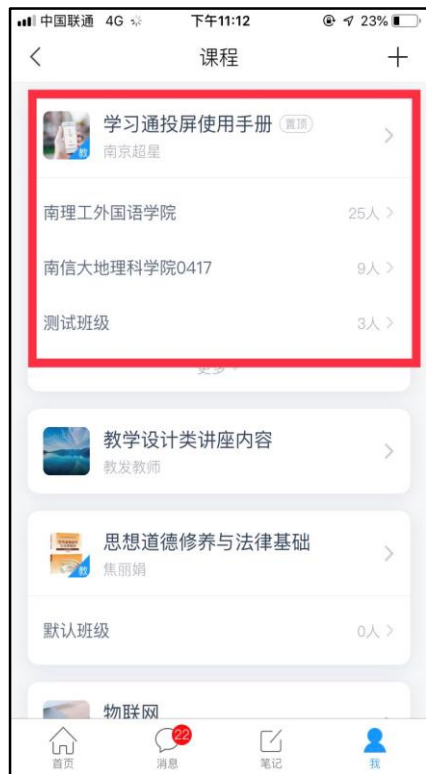 中国联通 4G 下午11:12 23%
课程
学习通投屏使用手册 置顶
教
南京超星
南理工外国语学院 25人
南信大地理科学院0417 9人
测试班级 3人
更多
教学设计类讲座内容
教发教师
思想道德修养与法律基础
教
焦丽娟
默认班级 0人
物联网
22
首页 消息 笔记 我